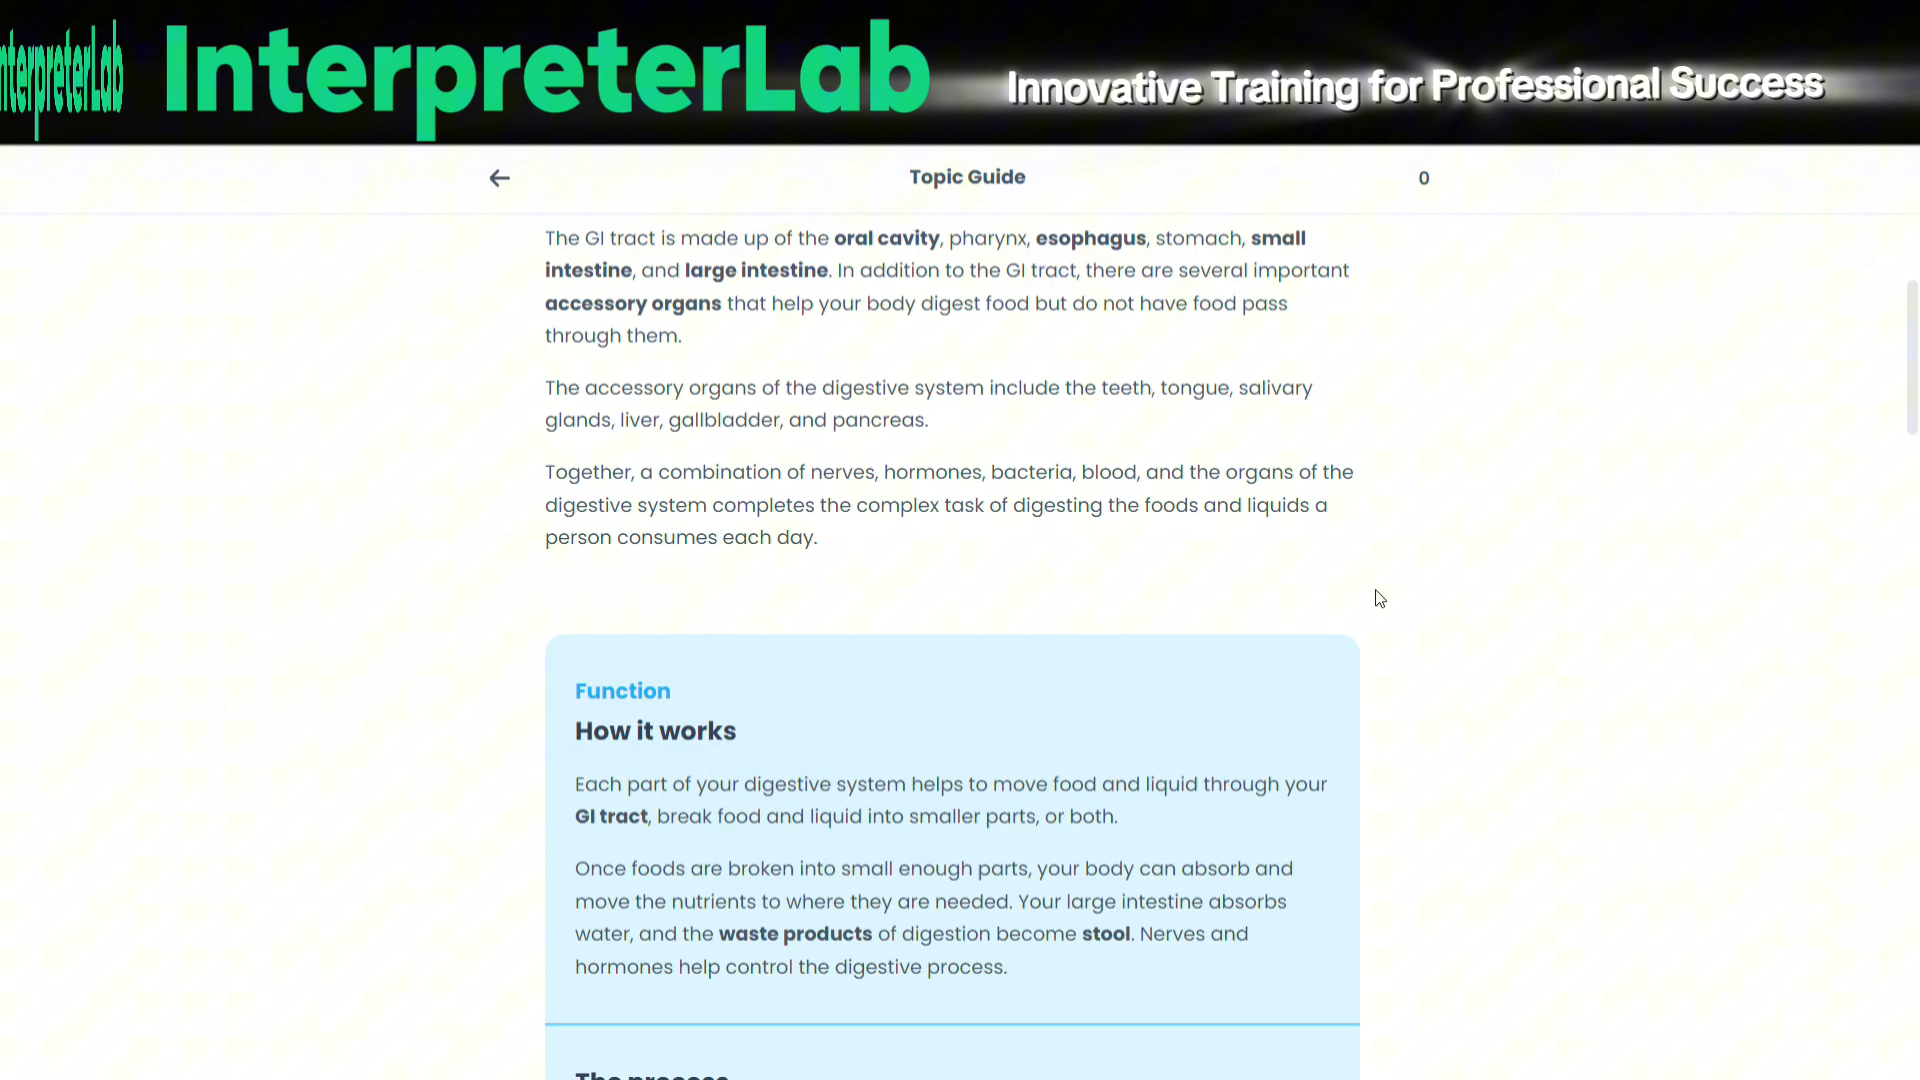 InterpreterLab InterpreterLab Innovative Training for Professional Success
Topic Guide 0
The GI tract is made up of the oral cavity, pharynx, esophagus, stomach, small
intestine, and large intestine. In addition to the GI tract, there are several important
accessory organs that help your body digest food but do not have food pass
through them.
The accessory organs of the digestive system include the teeth, tongue, salivary
glands, liver, gallbladder, and pancreas.
Together, a combination of nerves, hormones, bacteria, blood, and the organs of the
digestive system completes the complex task of digesting the foods and liquids a
person consumes each day.
Function
How it works
Each part of your digestive system helps to move food and liquid through your
GI tract, break food and liquid into smaller parts, or both.
Once foods are broken into small enough parts, your body can absorb and
move the nutrients to where they are needed. Your large intestine absorbs
water, and the waste products of digestion become stool. Nerves and
hormones help control the digestive process.
The process